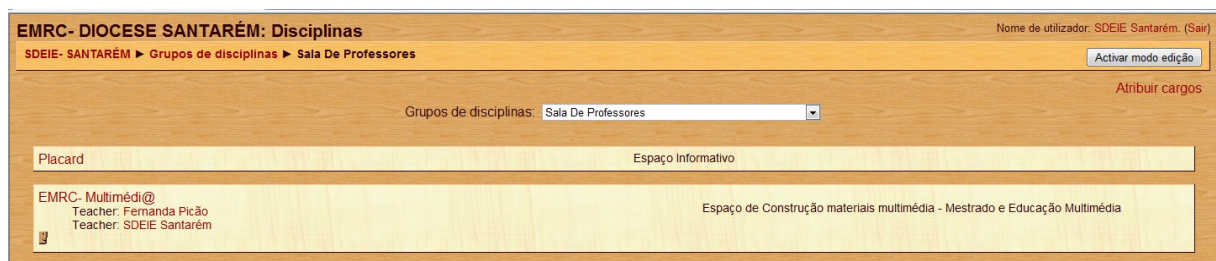 EMRC- DIOCESE SANTARÉM: Disciplinas
Nome de utilizador: SDEIE Santarém. (Sair)
SDEIE- SANTARÉM ► Grupos de disciplinas ► Sala De Professores
Activar modo edição
Atribuir cargos
Grupos de disciplinas: Sala De Professores
Placard
Espaço Informativo
EMRC- Multimédi@
Teacher: Fernanda Picão
Teacher: SDEIE Santarém
Espaço de Construção materiais multimédia - Mestrado e Educação Multimédia